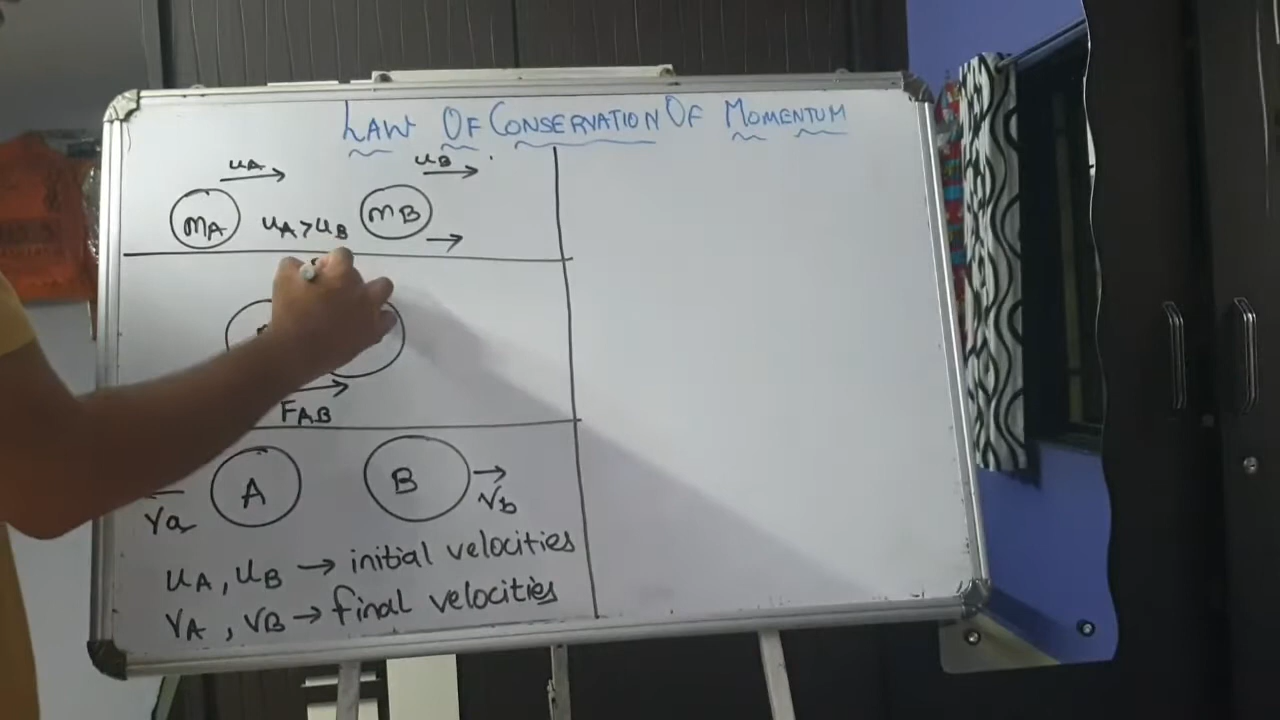 LAW OF CONSERVATION OF MOMENTUM
uA uB
mA uA>uB mB
FAB
A B
Va Vb
uA, uB → initial velocities
VA, VB → final velocities